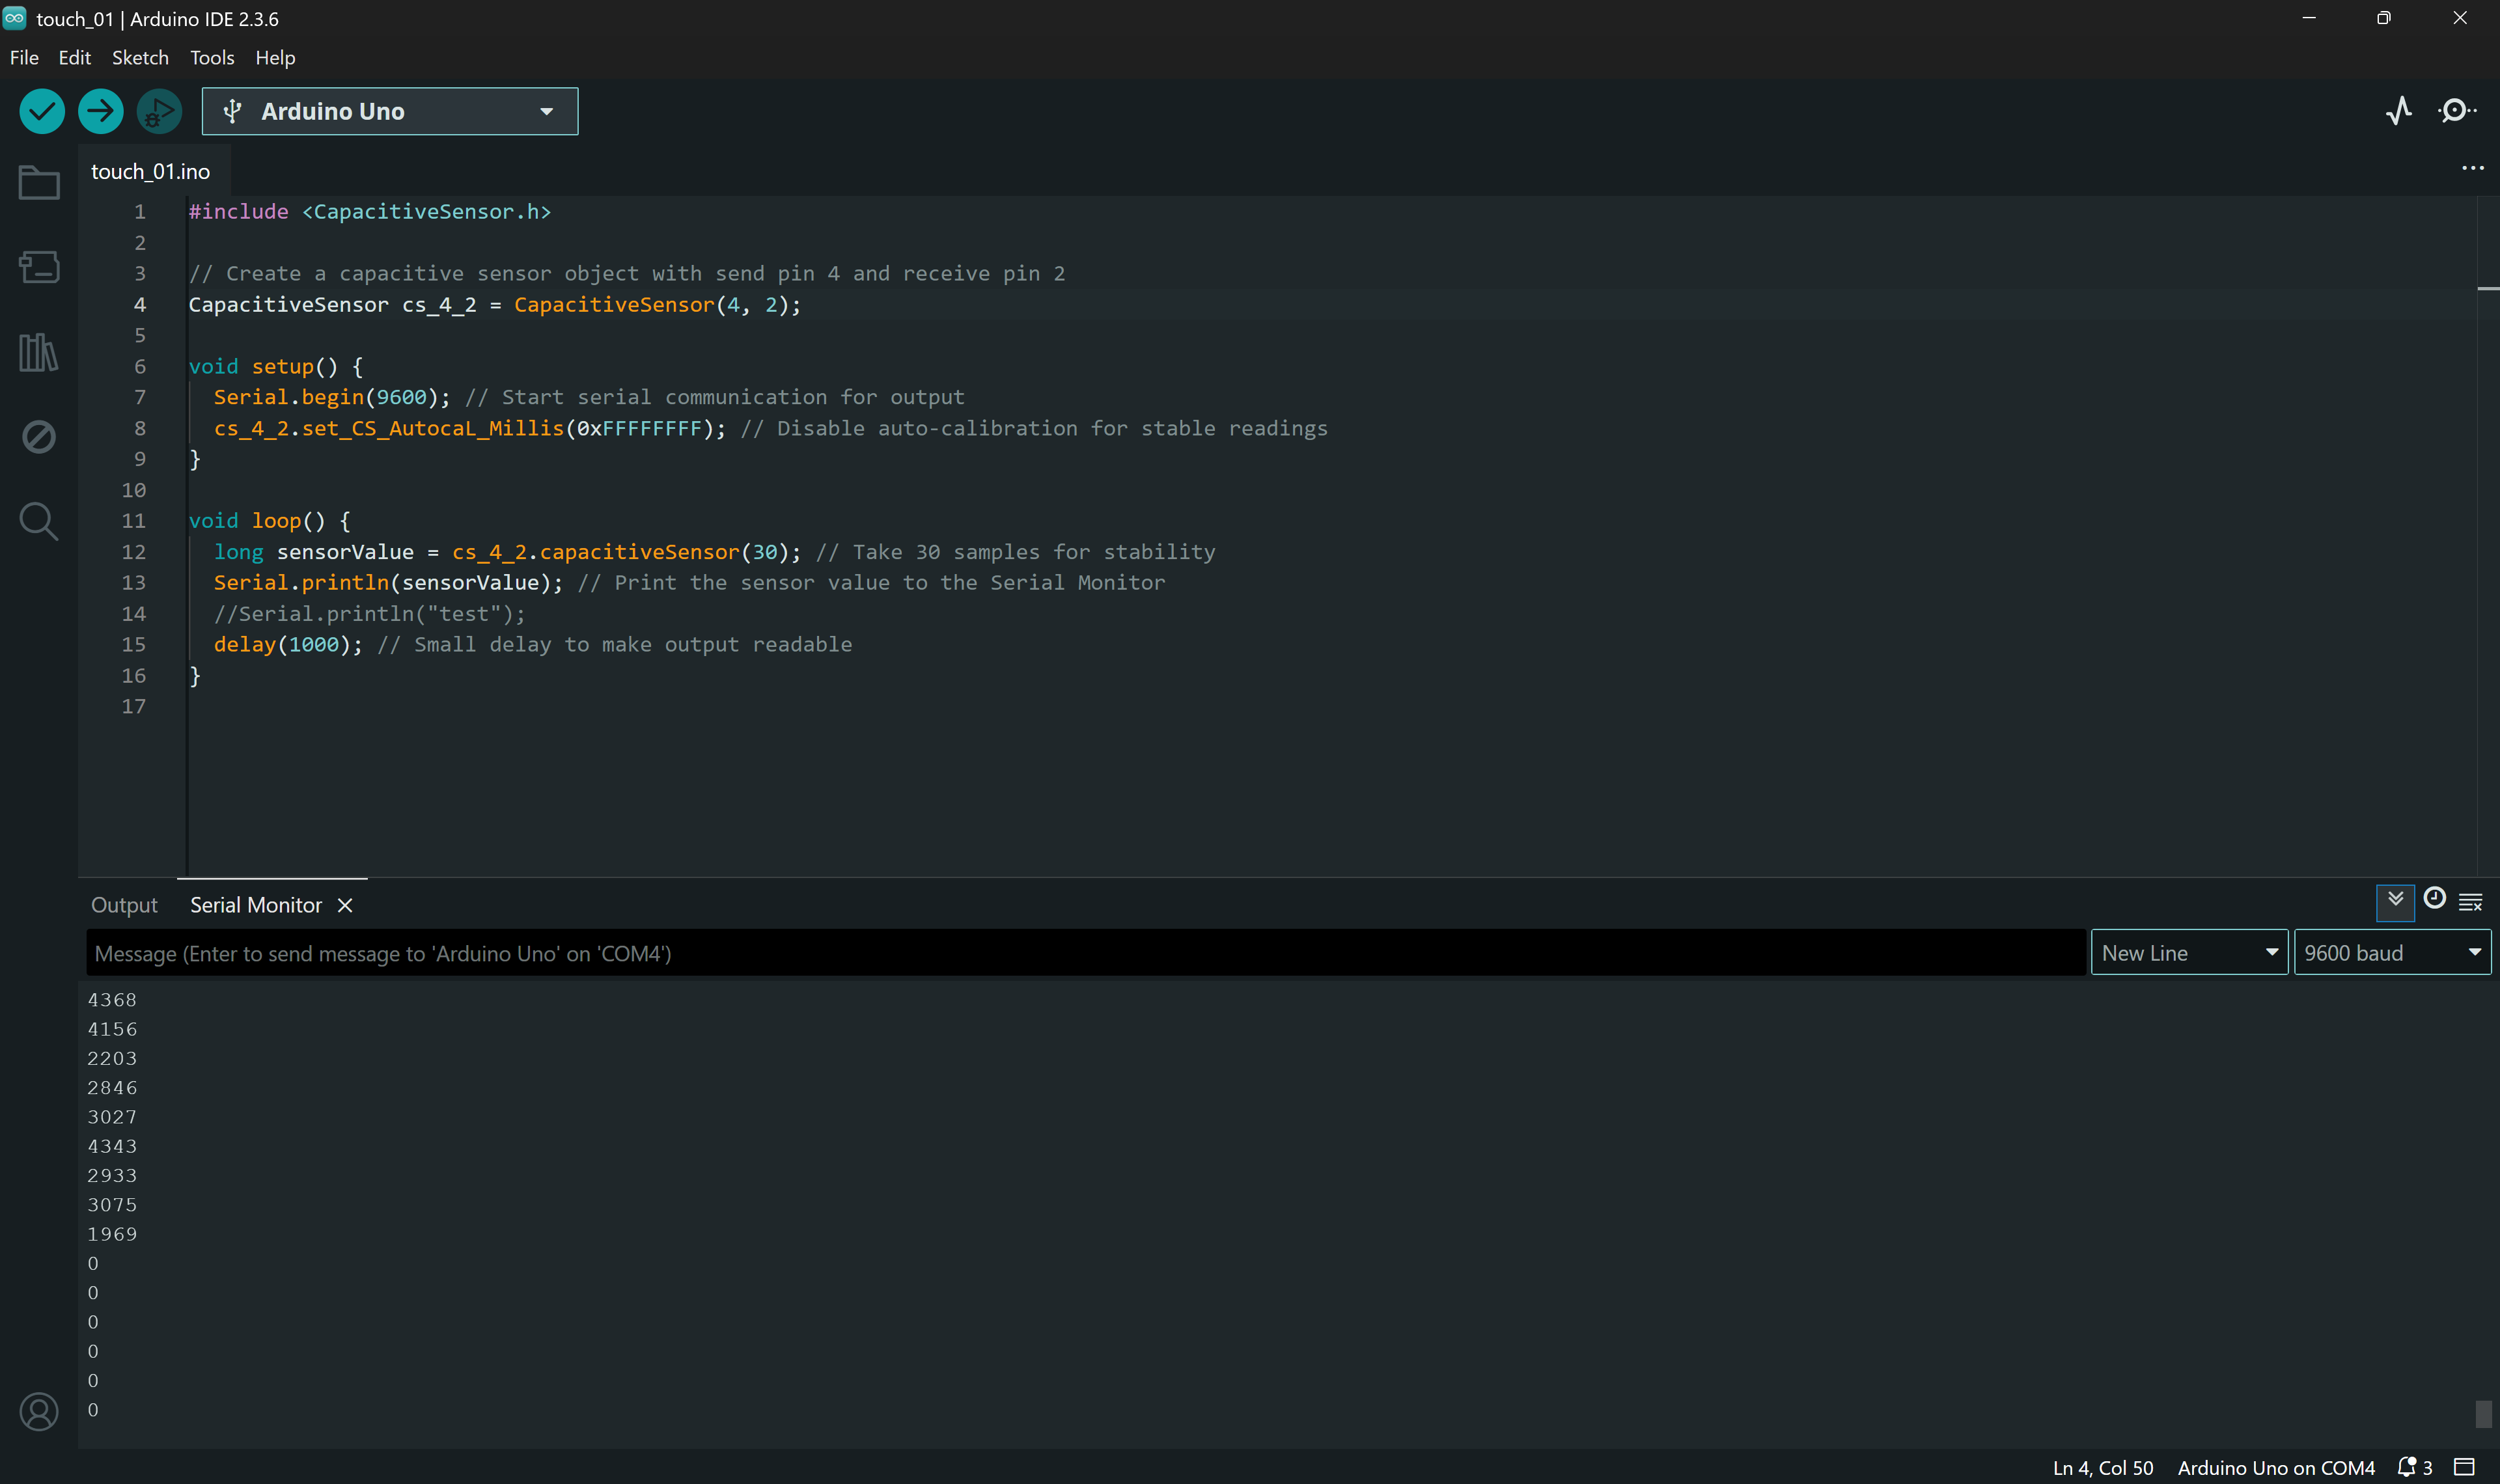 touch_01 | Arduino IDE 2.3.6
File Edit Sketch Tools Help
Arduino Uno
touch_01.ino
1 #include <CapacitiveSensor.h>
2
3 // Create a capacitive sensor object with send pin 4 and receive pin 2
4 CapacitiveSensor cs_4_2 = CapacitiveSensor(4, 2);
5
6 void setup() {
7 Serial.begin(9600); // Start serial communication for output
8 cs_4_2.set_CS_AutocaL_Millis(0xFFFFFFFF); // Disable auto-calibration for stable readings
9 }
10
11 void loop() {
12 long sensorValue = cs_4_2.capacitiveSensor(30); // Take 30 samples for stability
13 Serial.println(sensorValue); // Print the sensor value to the Serial Monitor
14 //Serial.println("test");
15 delay(1000); // Small delay to make output readable
16 }
17
Output Serial Monitor
Message (Enter to send message to 'Arduino Uno' on 'COM4') New Line 9600 baud
4368
4156
2203
2846
3027
4343
2933
3075
1969
0
0
0
0
0
0
Ln 4, Col 50 Arduino Uno on COM4 3